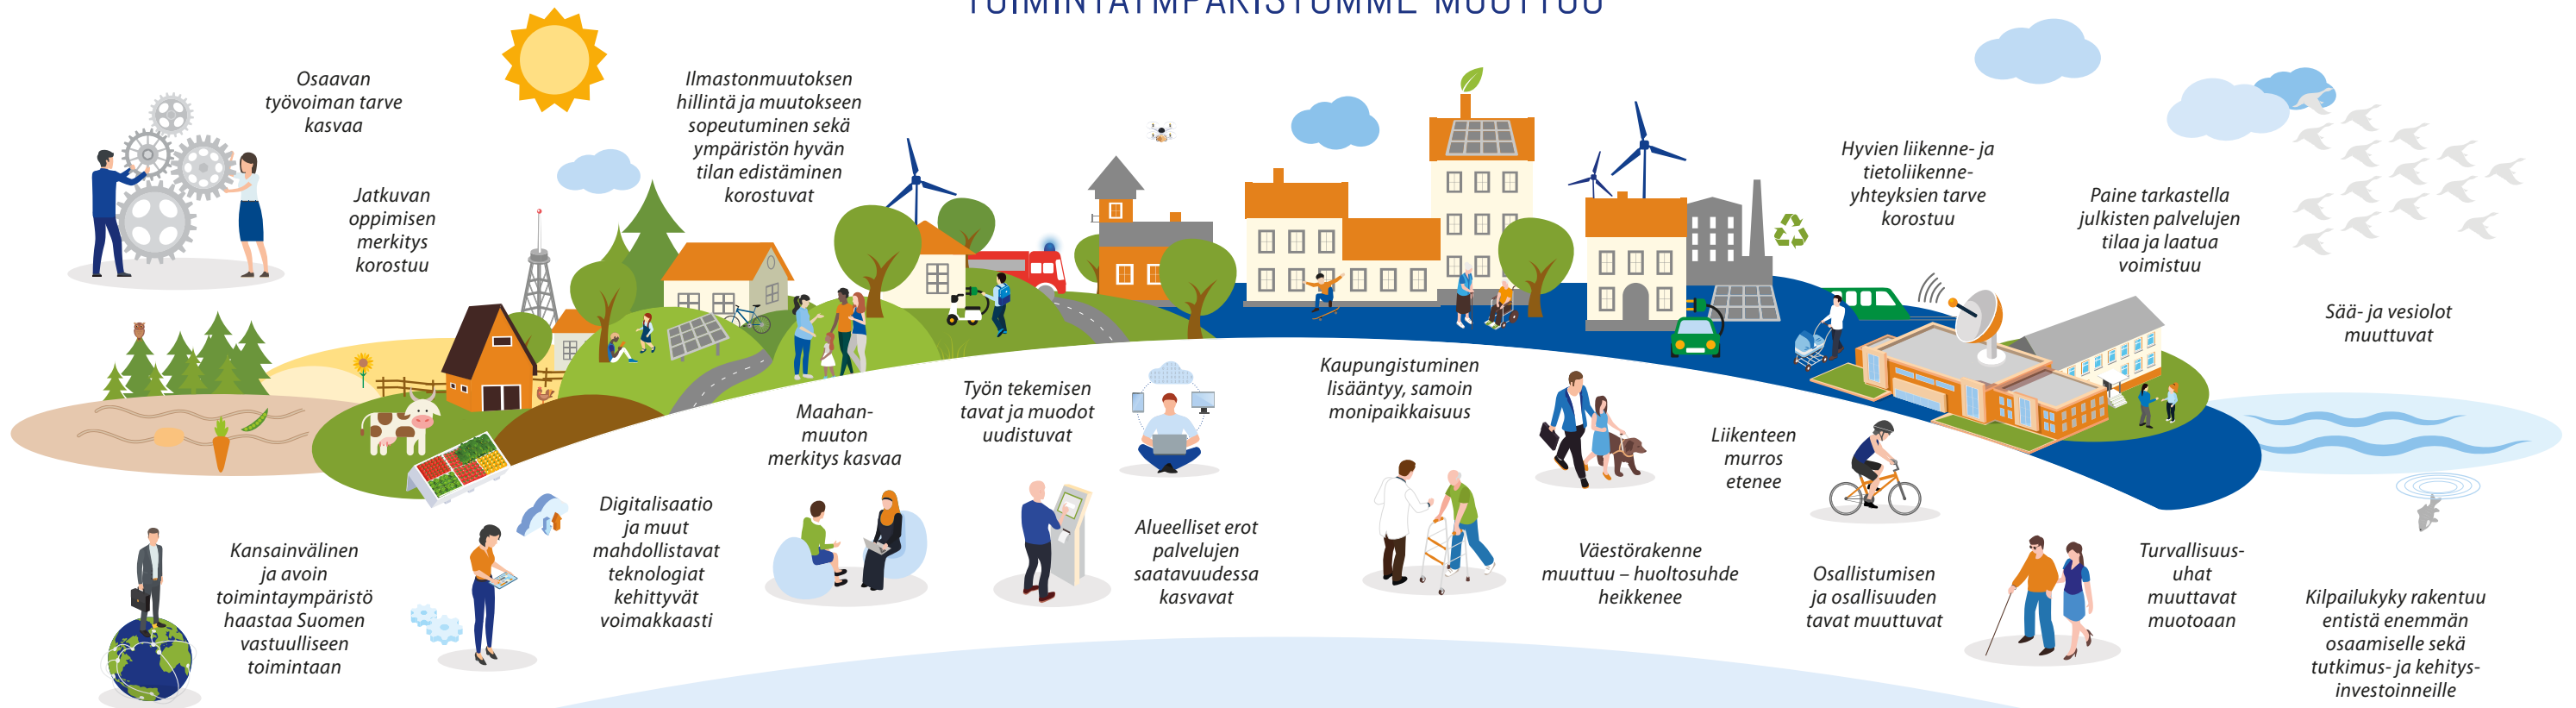 TOIMINTAYMPÄRISTÖMME MUUTTUU
Osaavan
työvoiman tarve
kasvaa
Jatkuvan
oppimisen
merkitys
korostuu
Ilmastonmuutoksen
hillintä ja muutokseen
sopeutuminen sekä
ympäristön hyvän
tilan edistäminen
korostuvat
Hyvien liikenne- ja
tietoliikenne-
yhteyksien tarve
korostuu
Paine tarkastella
julkisten palvelujen
tilaa ja laatua
voimistuu
Sää- ja vesiolot
muuttuvat
Maahan-
muuton
merkitys kasvaa
Työn tekemisen
tavat ja muodot
uudistuvat
Kaupungistuminen
lisääntyy, samoin
monipaikkaisuus
Liikenteen
murros
etenee
Kansainvälinen
ja avoin
toimintaympäristö
haastaa Suomen
vastuulliseen
toimintaan
Digitalisaatio
ja muut
mahdollistavat
teknologiat
kehittyvät
voimakkaasti
Alueelliset erot
palvelujen
saatavuudessa
kasvavat
Väestörakenne
muuttuu – huoltosuhde
heikkenee
Osallistumisen
ja osallisuuden
tavat muuttuvat
Turvallisuus-
uhat
muuttavat
muotoaan
Kilpailukyky rakentuu
entistä enemmän
osaamiselle sekä
tutkimus- ja kehitys-
investoinneille